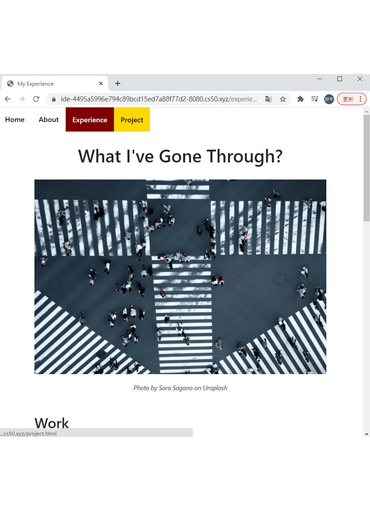 My Experience
ide-4495a5996e794c89bcd15ed7a88f77d2-8080.cs50.xyz/experie...
更新
Home About Experience Project
What I've Gone Through?
Photo by Sora Sagano on Unsplash
Work
...cs50.xyz/project.html